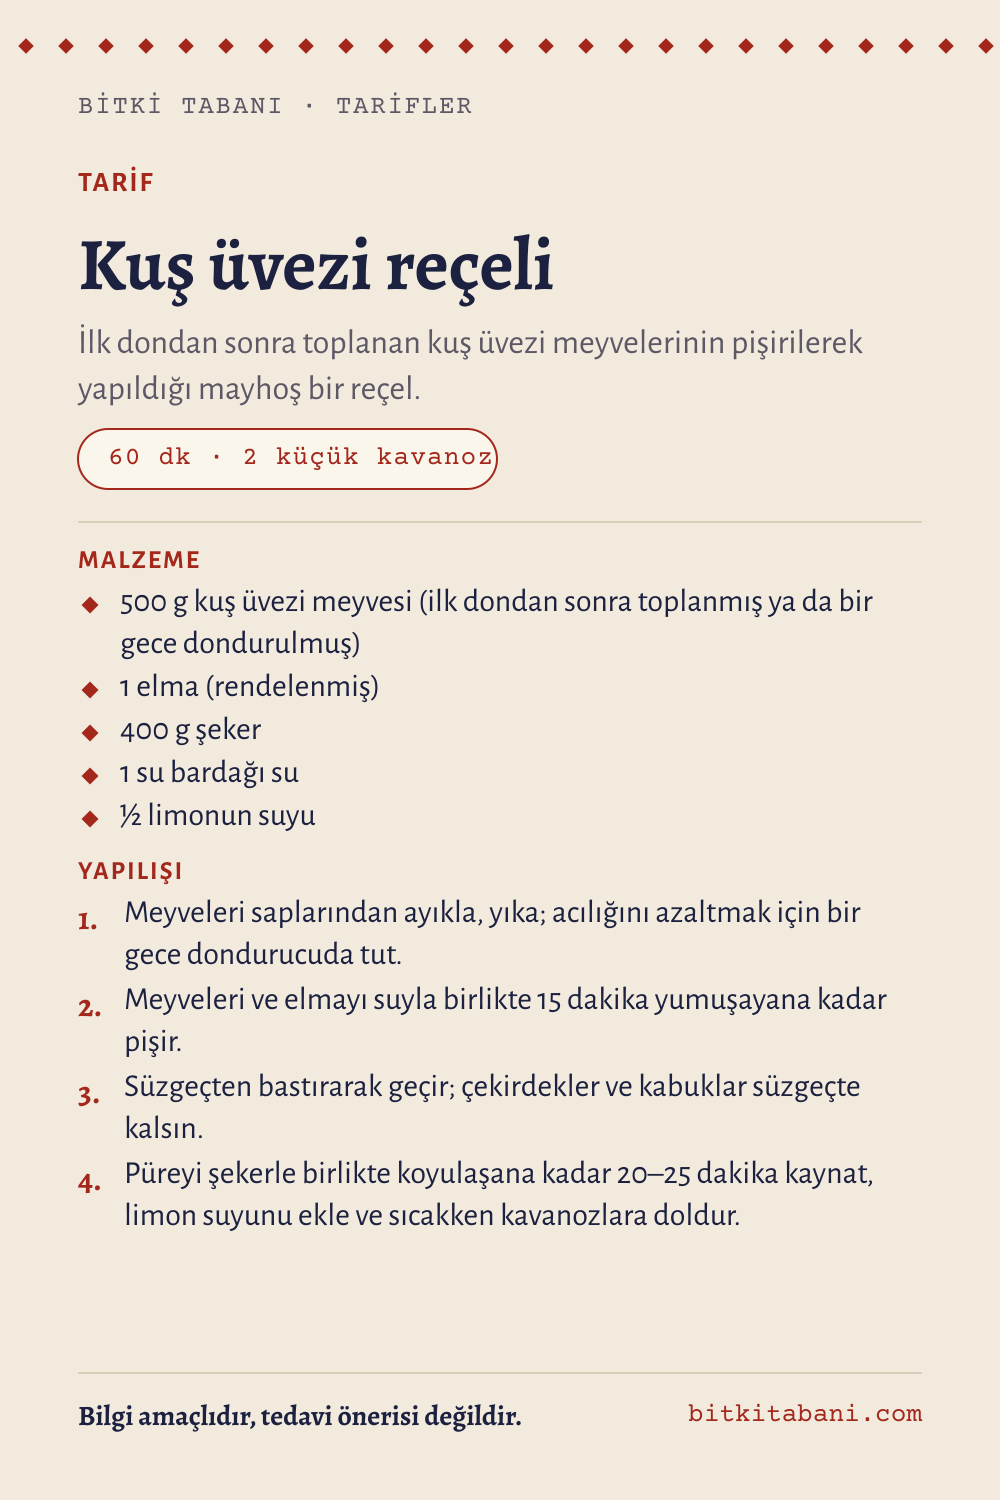 BİTKİ TABANI · TARİFLER
TARİF
Kuş üvezi reçeli
İlk dondan sonra toplanan kuş üvezi meyvelerinin pişirilerek
yapıldığı mayhoş bir reçel.
60 dk · 2 küçük kavanoz
MALZEME
◆ 500 g kuş üvezi meyvesi (ilk dondan sonra toplanmış ya da bir
gece dondurulmuş)
◆ 1 elma (rendelenmiş)
◆ 400 g şeker
◆ 1 su bardağı su
◆ ½ limonun suyu
YAPILIŞI
1. Meyveleri saplarından ayıkla, yıka; acılığını azaltmak için bir
gece dondurucuda tut.
2. Meyveleri ve elmayı suyla birlikte 15 dakika yumuşayana kadar
pişir.
3. Süzgeçten bastırarak geçir; çekirdekler ve kabuklar süzgeçte
kalsın.
4. Püreyi şekerle birlikte koyulaşana kadar 20–25 dakika kaynat,
limon suyunu ekle ve sıcakken kavanozlara doldur.
Bilgi amaçlıdır, tedavi önerisi değildir.
bitkitabani.com